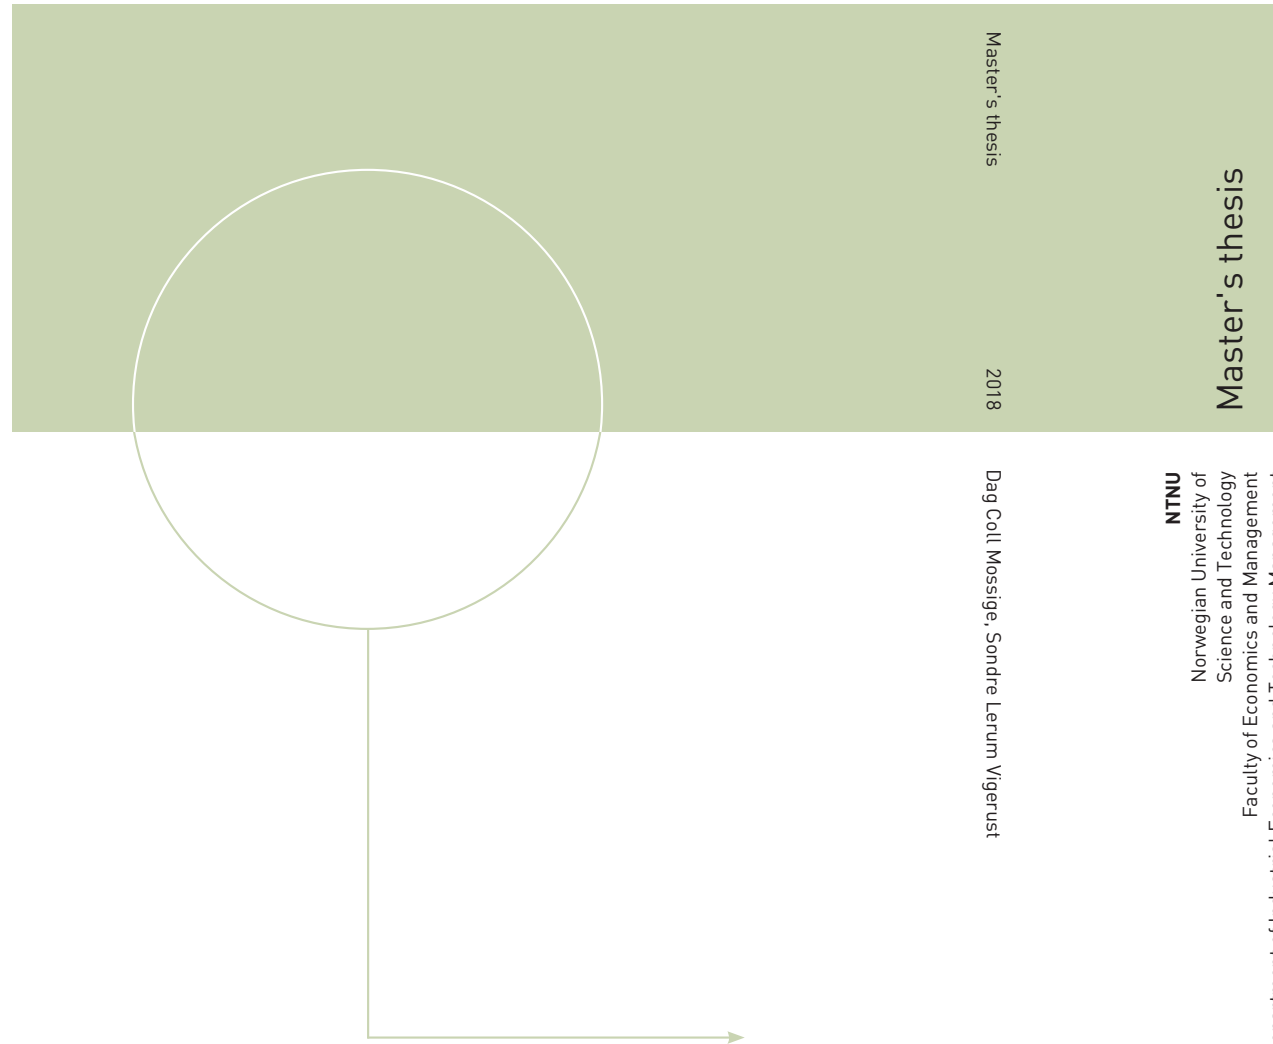 Master's thesis
2018
Dag Coll Mossige, Sondre Lerum Vigerust
Master's thesis
NTNU
Norwegian University of
Science and Technology
Faculty of Economics and Management